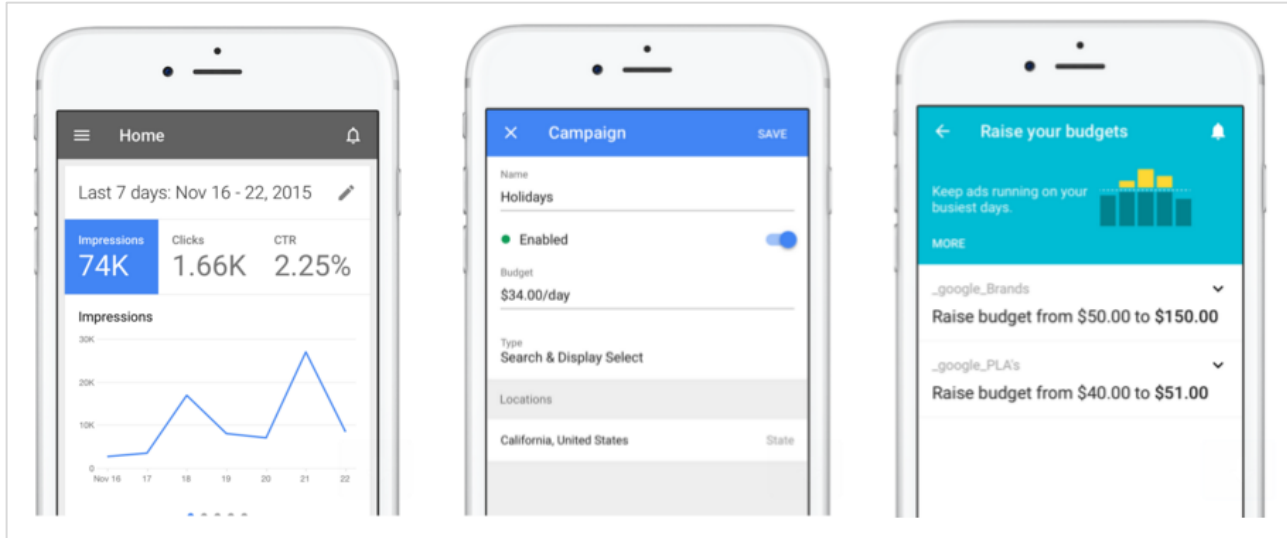 Home
Last 7 days: Nov 16 - 22, 2015
Impressions Clicks CTR
74K 1.66K 2.25%
Impressions
30K
20K
10K
0
Nov 16 17 18 19 20 21 22
Campaign SAVE
Name
Holidays
Enabled
Budget
$34.00/day
Type
Search & Display Select
Locations
California, United States State
Raise your budgets
Keep ads running on your
busiest days.
MORE
_google_Brands
Raise budget from $50.00 to $150.00
_google_PLA's
Raise budget from $40.00 to $51.00